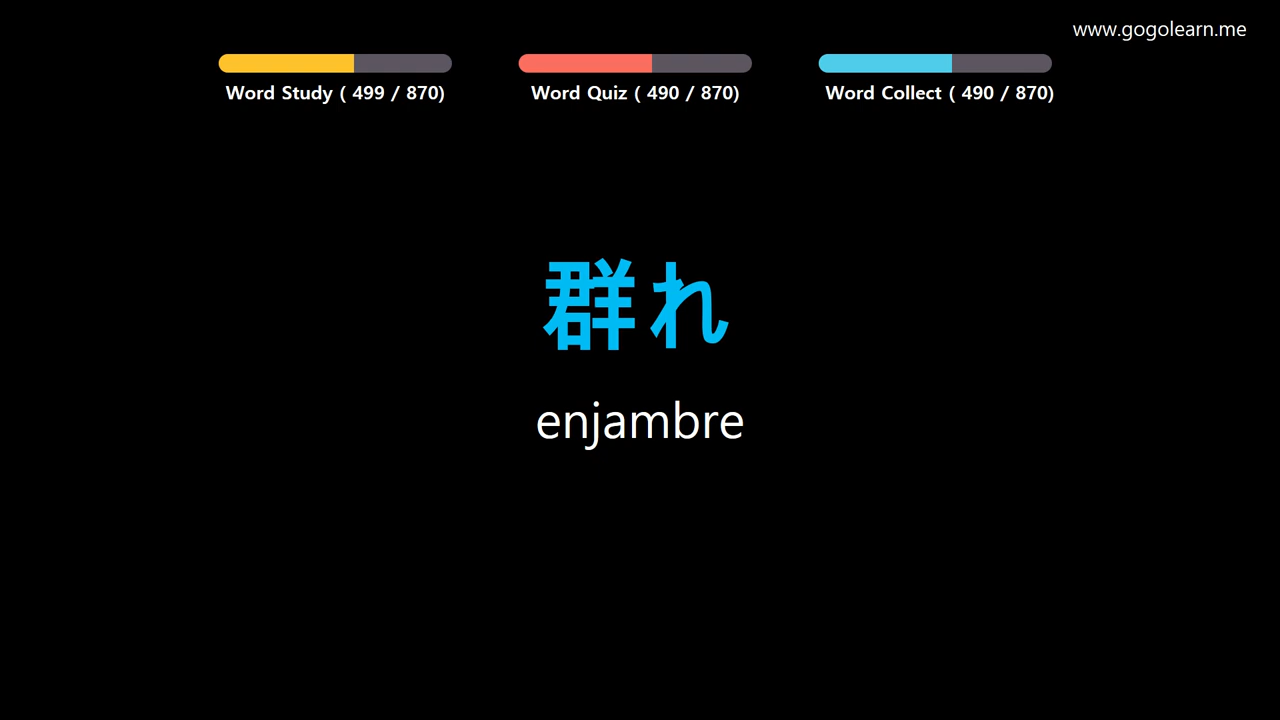 www.gogolearn.me
Word Study ( 499 / 870)
Word Quiz ( 490 / 870)
Word Collect ( 490 / 870)
群れ
enjambre